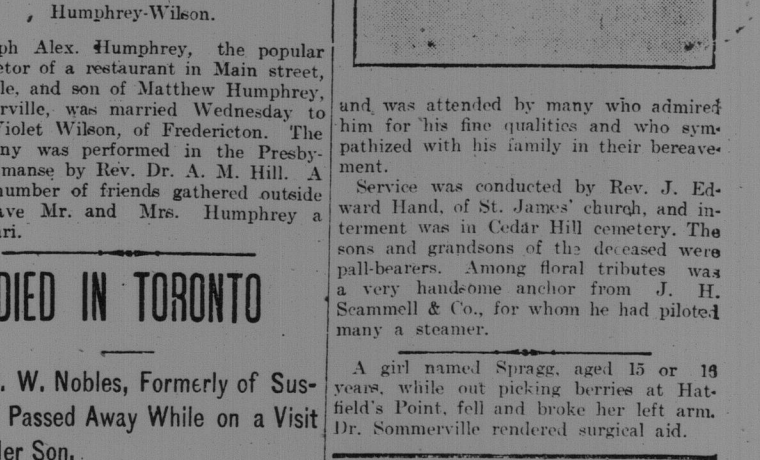 Humphrey-Wilson.
ph Alex. Humphrey, the popular
etor of a restaurant in Main street,
le, and son of Matthew Humphrey,
rville, was married Wednesday to
Violet Wilson, of Fredericton. The
ny was performed in the Presby-
manse by Rev. Dr. A. M. Hill. A
number of friends gathered outside
ave Mr. and Mrs. Humphrey a
ri.
DIED IN TORONTO
. W. Nobles, Formerly of Sus-
Passed Away While on a Visit
Her Son.
and was attended by many who admired
him for his fine qualities and who sym-
pathized with his family in their bereave-
ment.
Service was conducted by Rev. J. Ed-
ward Hand, of St. James' church, and in-
terment was in Cedar Hill cemetery. The
sons and grandsons of the deceased were
pall-bearers. Among floral tributes was
a very handsome anchor from J. H.
Scammell & Co., for whom he had piloted
many a steamer.
A girl named Spragg, aged 15 or 16
years, while out picking berries at Hat-
field's Point, fell and broke her left arm.
Dr. Sommerville rendered surgical aid.